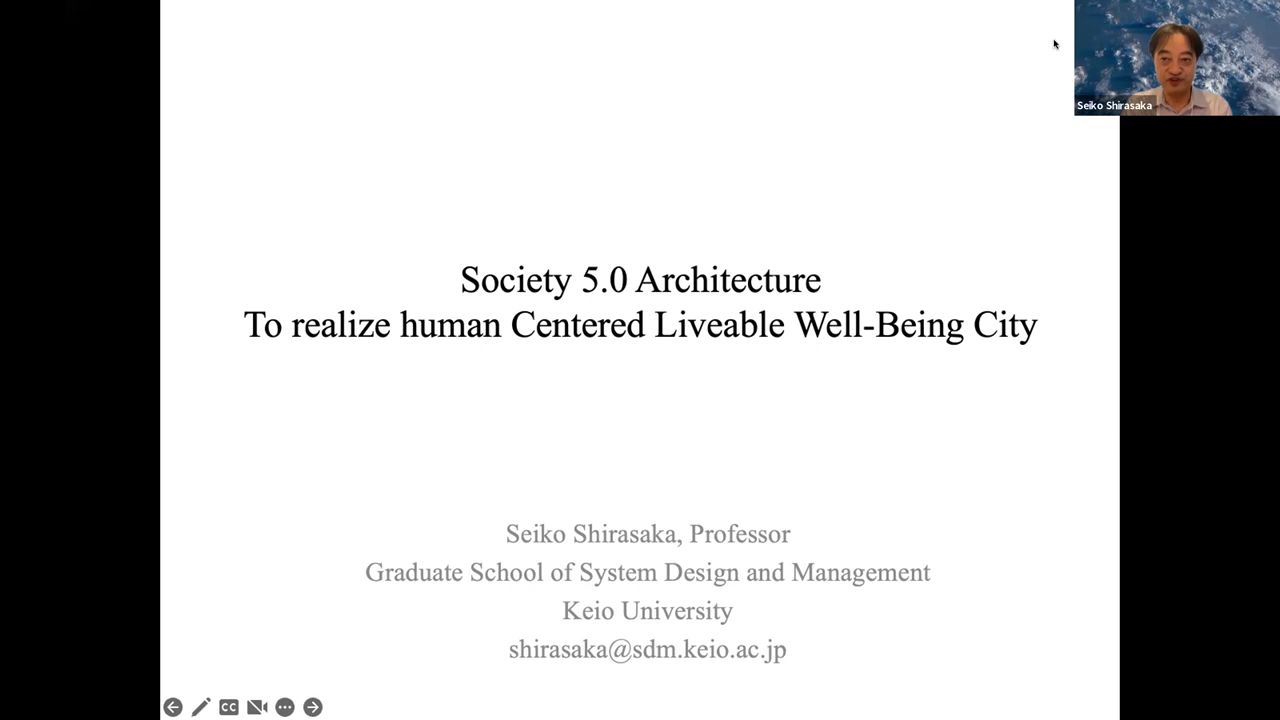 Seiko Shirasaka
Society 5.0 Architecture
To realize human Centered Liveable Well-Being City
Seiko Shirasaka, Professor
Graduate School of System Design and Management
Keio University
shirasaka@sdm.keio.ac.jp
CC